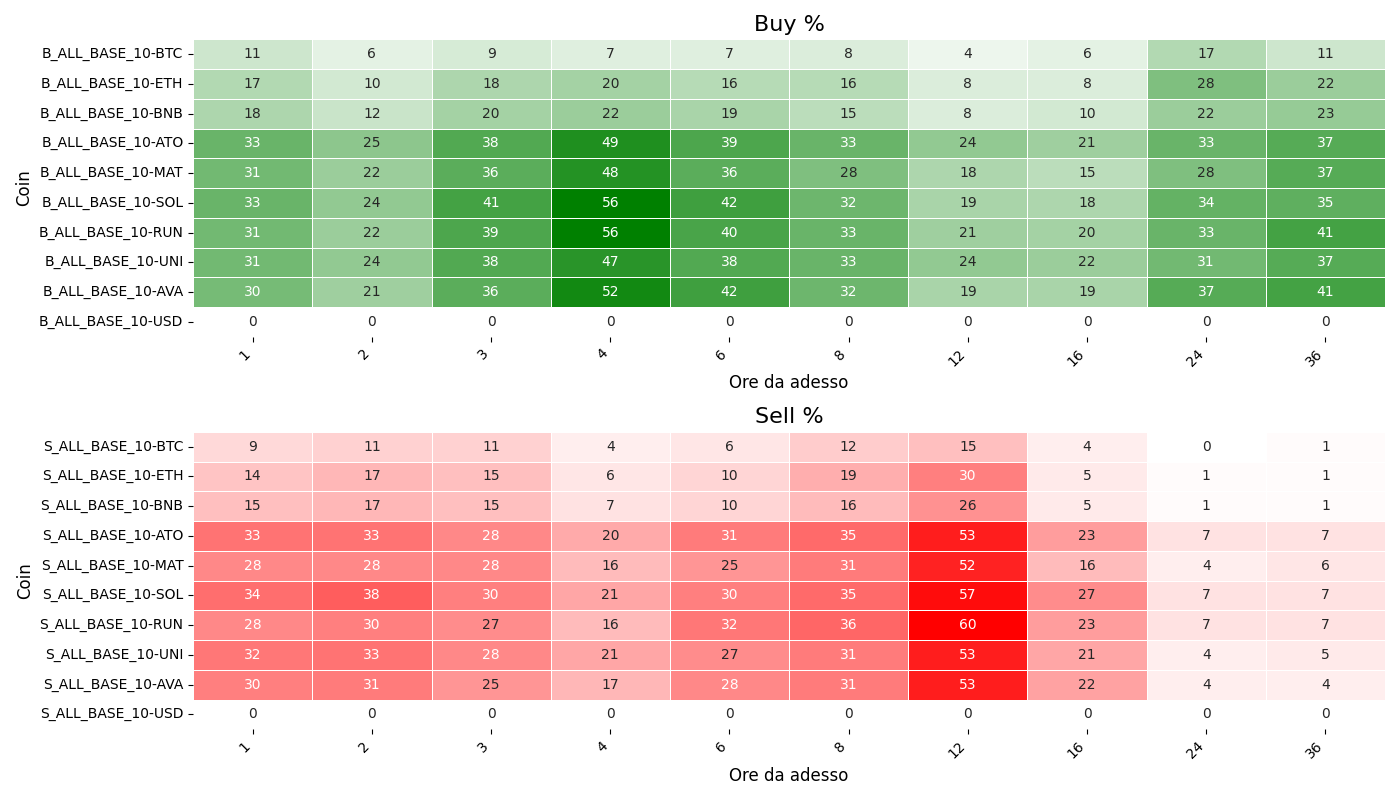 Buy %
Coin
B_ALL_BASE_10-BTC 11 6 9 7 7 8 4 6 17 11
B_ALL_BASE_10-ETH 17 10 18 20 16 16 8 8 28 22
B_ALL_BASE_10-BNB 18 12 20 22 19 15 8 10 22 23
B_ALL_BASE_10-ATO 33 25 38 49 39 33 24 21 33 37
B_ALL_BASE_10-MAT 31 22 36 48 36 28 18 15 28 37
B_ALL_BASE_10-SOL 33 24 41 56 42 32 19 18 34 35
B_ALL_BASE_10-RUN 31 22 39 56 40 33 21 20 33 41
B_ALL_BASE_10-UNI 31 24 38 47 38 33 24 22 31 37
B_ALL_BASE_10-AVA 30 21 36 52 42 32 19 19 37 41
B_ALL_BASE_10-USD 0 0 0 0 0 0 0 0 0 0
1 2 3 4 6 8 12 16 24 36
Ore da adesso
Sell %
Coin
S_ALL_BASE_10-BTC 9 11 11 4 6 12 15 4 0 1
S_ALL_BASE_10-ETH 14 17 15 6 10 19 30 5 1 1
S_ALL_BASE_10-BNB 15 17 15 7 10 16 26 5 1 1
S_ALL_BASE_10-ATO 33 33 28 20 31 35 53 23 7 7
S_ALL_BASE_10-MAT 28 28 28 16 25 31 52 16 4 6
S_ALL_BASE_10-SOL 34 38 30 21 30 35 57 27 7 7
S_ALL_BASE_10-RUN 28 30 27 16 32 36 60 23 7 7
S_ALL_BASE_10-UNI 32 33 28 21 27 31 53 21 4 5
S_ALL_BASE_10-AVA 30 31 25 17 28 31 53 22 4 4
S_ALL_BASE_10-USD 0 0 0 0 0 0 0 0 0 0
1 2 3 4 6 8 12 16 24 36
Ore da adesso